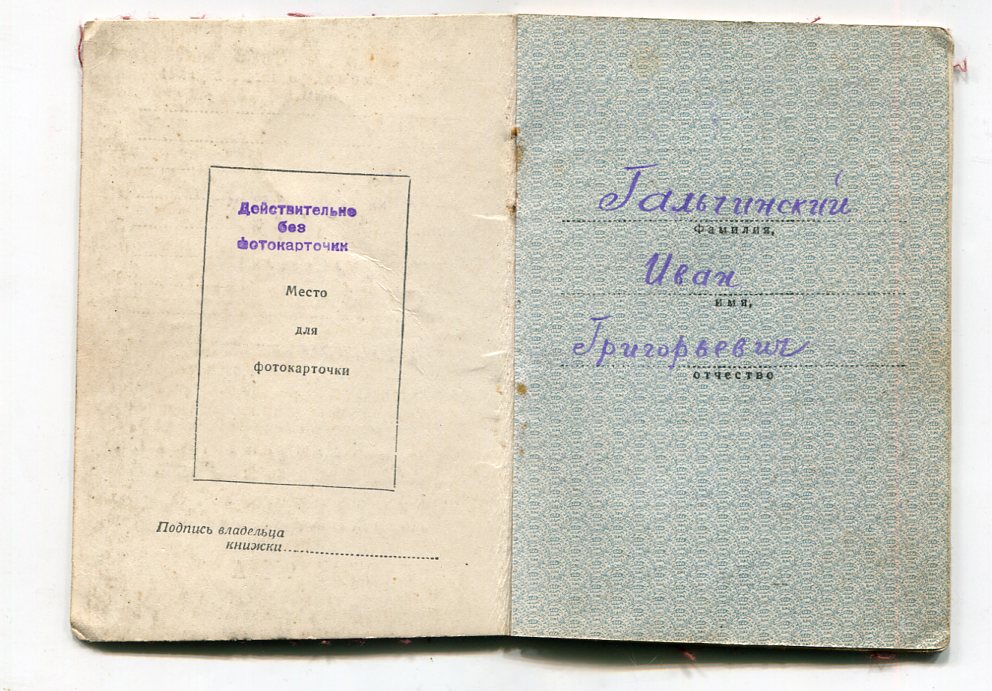 Действительно
без
фотокарточки
Место
для
фотокарточки
Подпись владельца
книжки
Гальчинский
Фамилия,
Иван
имя,
Григорьевич
отчество